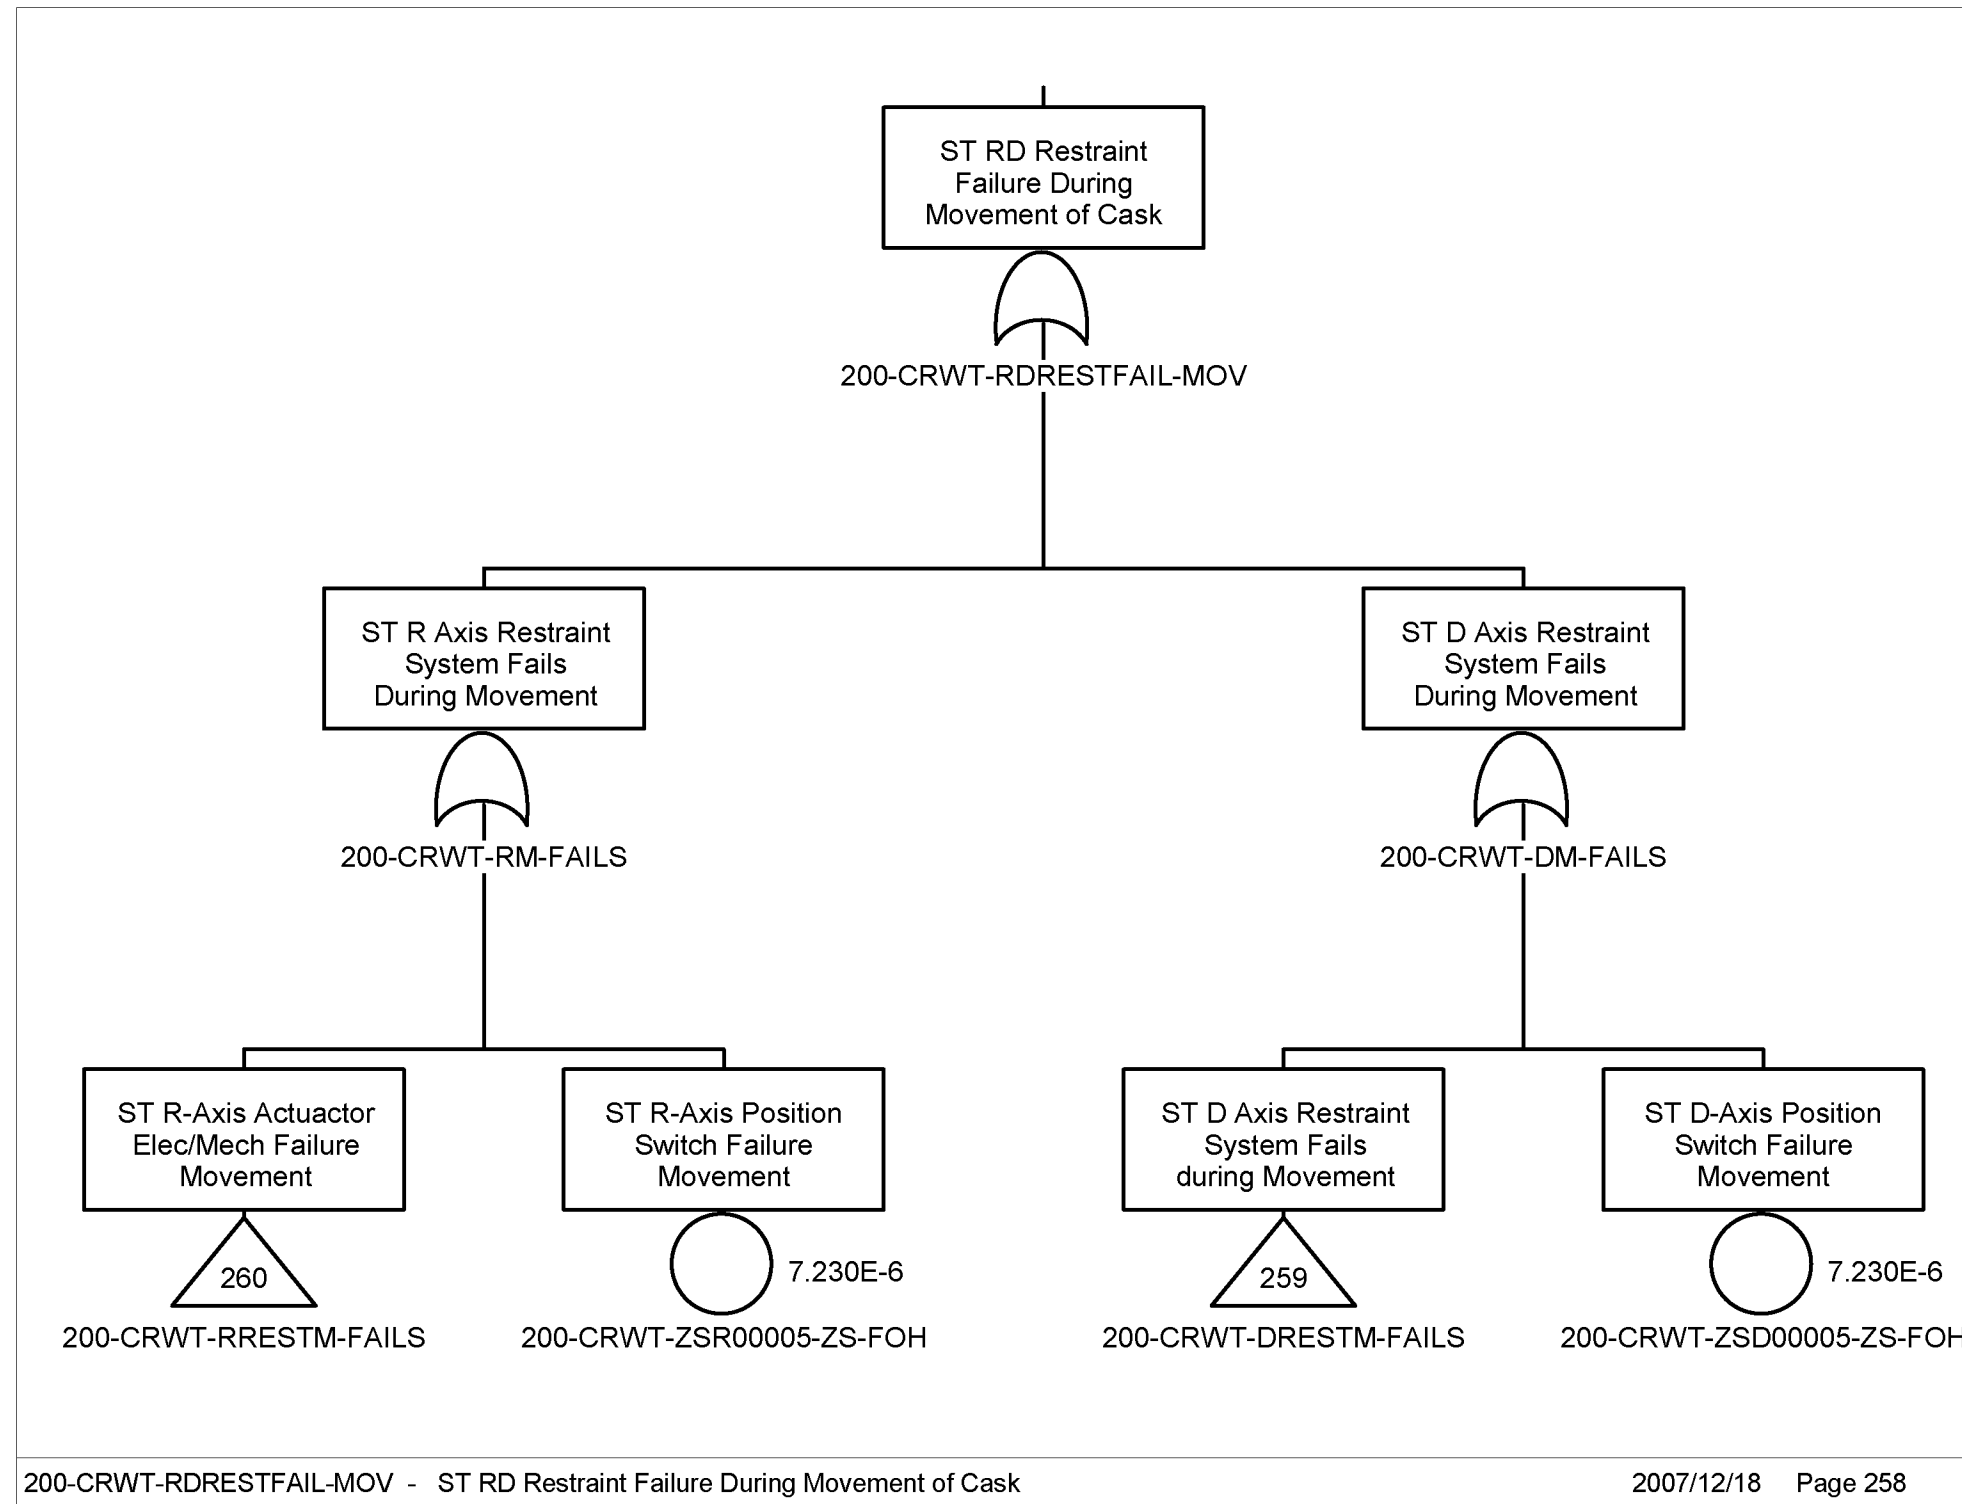 ST RD Restraint
Failure During
Movement of Cask
200-CRWT-RDRESTFAIL-MOV
ST R Axis Restraint
System Fails
During Movement
200-CRWT-RM-FAILS
ST D Axis Restraint
System Fails
During Movement
200-CRWT-DM-FAILS
ST R-Axis Actuactor
Elec/Mech Failure
Movement
260
200-CRWT-RRESTM-FAILS
ST R-Axis Position
Switch Failure
Movement
7.230E-6
200-CRWT-ZSR00005-ZS-FOH
ST D Axis Restraint
System Fails
during Movement
259
200-CRWT-DRESTM-FAILS
ST D-Axis Position
Switch Failure
Movement
7.230E-6
200-CRWT-ZSD00005-ZS-FOH
200-CRWT-RDRESTFAIL-MOV - ST RD Restraint Failure During Movement of Cask 2007/12/18 Page 258